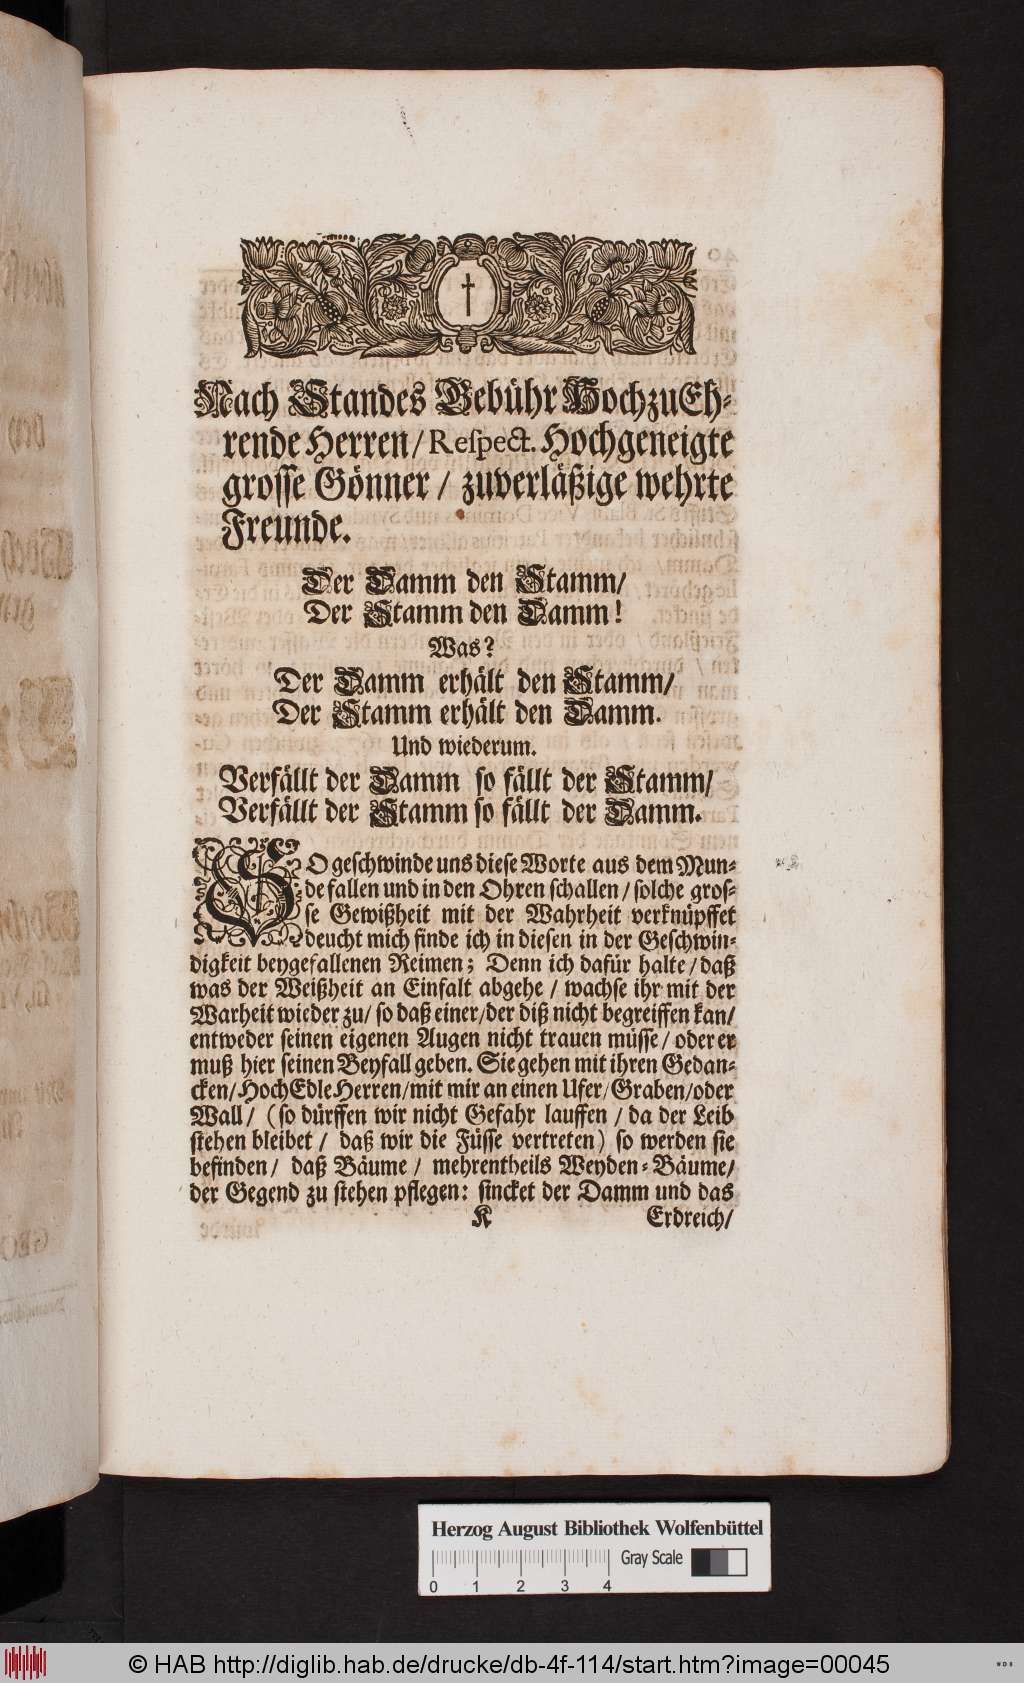 Nach Standes Gebühr HochzuEh-
rende Herren/ Respect. Hochgeneigte
grosse Gönner / zuverläßige wehrte
Freunde.
Der Damm den Stamm/
Der Stamm den Damm!
Was?
Der Damm erhält den Stamm/
Der Stamm erhält den Damm.
Und wiederum.
Verfällt der Damm so fällt der Stamm/
Verfällt der Stamm so fällt der Damm.
SO geschwinde uns diese Worte aus dem Mun-
de fallen und in den Ohren schallen / solche gros-
se Gewißheit mit der Wahrheit verknüpffet
deucht mich finde ich in diesen in der Geschwin-
digkeit beygefallenen Reimen; Denn ich dafür halte / daß
was der Weißheit an Einfalt abgehe / wachse ihr mit der
Warheit wieder zu/ so daß einer/der diß nicht begreiffen kan/
entweder seinen eigenen Augen nicht trauen müsse / oder er
muß hier seinen Beyfall geben. Sie gehen mit ihren Gedan-
cken/ HochEdle Herren/mit mir an einen Ufer/ Graben/oder
Wall / (so dürffen wir nicht Gefahr lauffen / da der Leib
stehen bleibet / daß wir die Füsse vertreten) so werden sie
befinden / daß Bäume / mehrentheils Weyden-Bäume/
der Gegend zu stehen pflegen: sincket der Damm und das
K Erdreich/
Herzog August Bibliothek Wolfenbüttel
Gray Scale
0 1 2 3 4
© HAB http://diglib.hab.de/drucke/db-4f-114/start.htm?image=00045